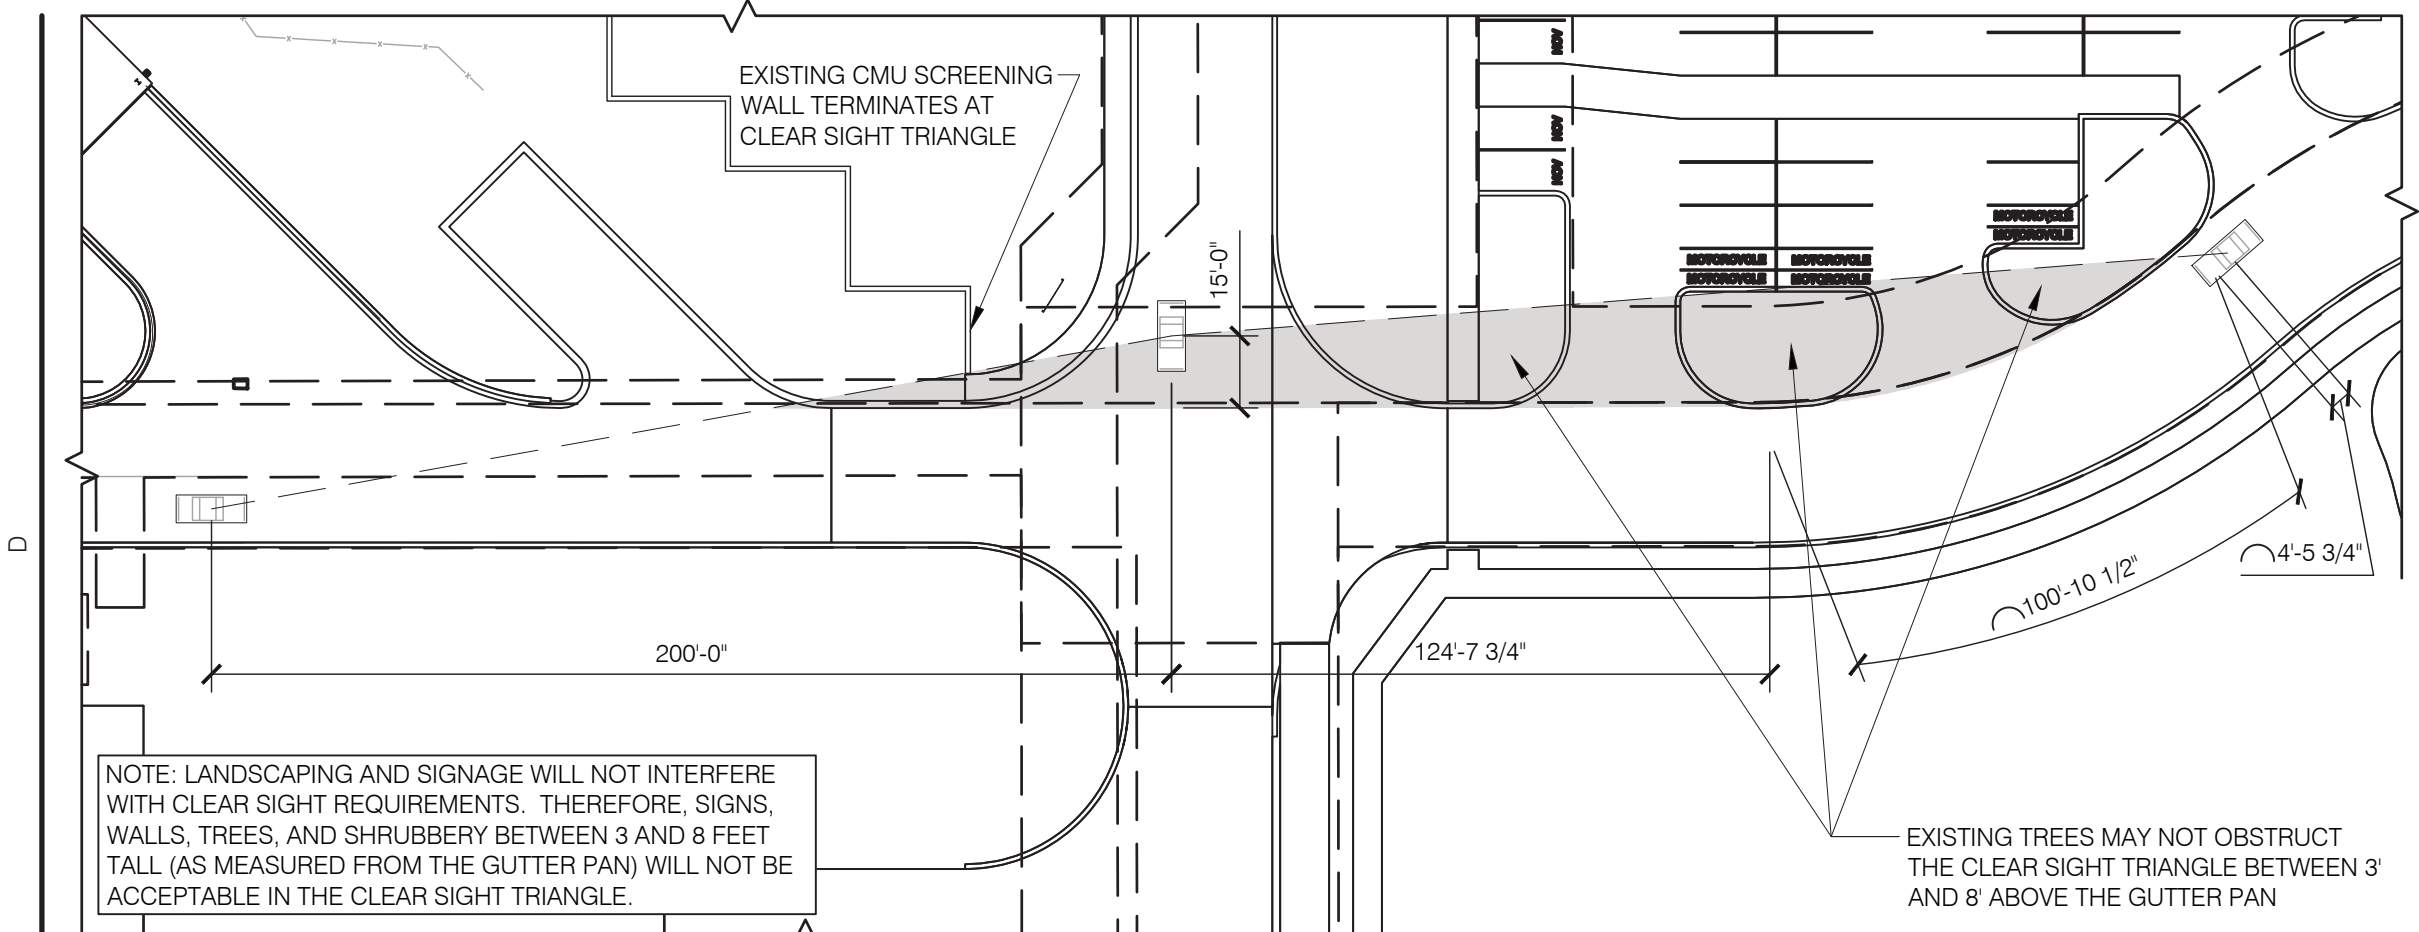 EXISTING CMU SCREENING
WALL TERMINATES AT
CLEAR SIGHT TRIANGLE
NOV
NOV
NOV
MOTORCYCLE
MOTORCYCLE
MOTORCYCLE
MOTORCYCLE
MOTORCYCLE
MOTORCYCLE
15'-0"
D
4'-5 3/4"
100'-10 1/2"
200'-0"
124'-7 3/4"
NOTE: LANDSCAPING AND SIGNAGE WILL NOT INTERFERE
WITH CLEAR SIGHT REQUIREMENTS.  THEREFORE, SIGNS,
WALLS, TREES, AND SHRUBBERY BETWEEN 3 AND 8 FEET
TALL (AS MEASURED FROM THE GUTTER PAN) WILL NOT BE
ACCEPTABLE IN THE CLEAR SIGHT TRIANGLE.
EXISTING TREES MAY NOT OBSTRUCT
THE CLEAR SIGHT TRIANGLE BETWEEN 3'
AND 8' ABOVE THE GUTTER PAN